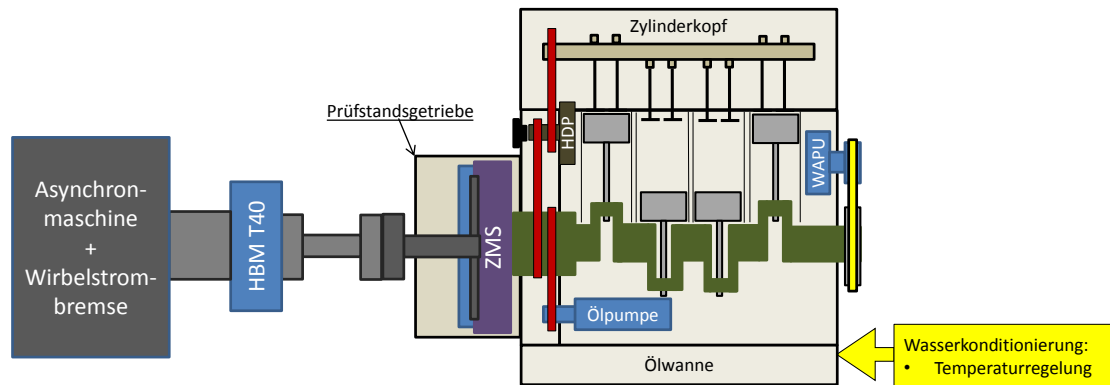 Zylinderkopf
Prüfstandsgetriebe
HDP
WAPU
Asynchron-
maschine
+
Wirbelstrom-
bremse
HBM T40
ZMS
Ölpumpe
Ölwanne
Wasserkonditionierung:
• Temperaturregelung